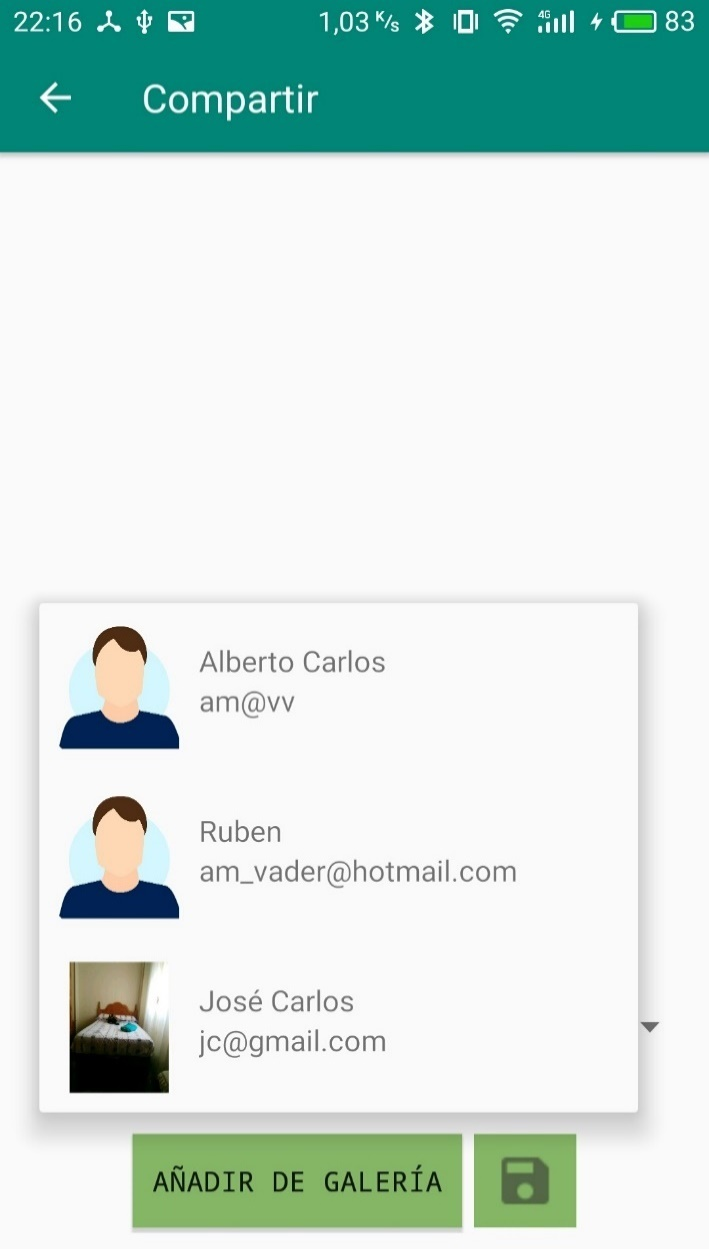 22:16 1,03 K/s 4G 83
Compartir
Alberto Carlos
am@vv
Ruben
am_vader@hotmail.com
José Carlos
jc@gmail.com
AÑADIR DE GALERÍA